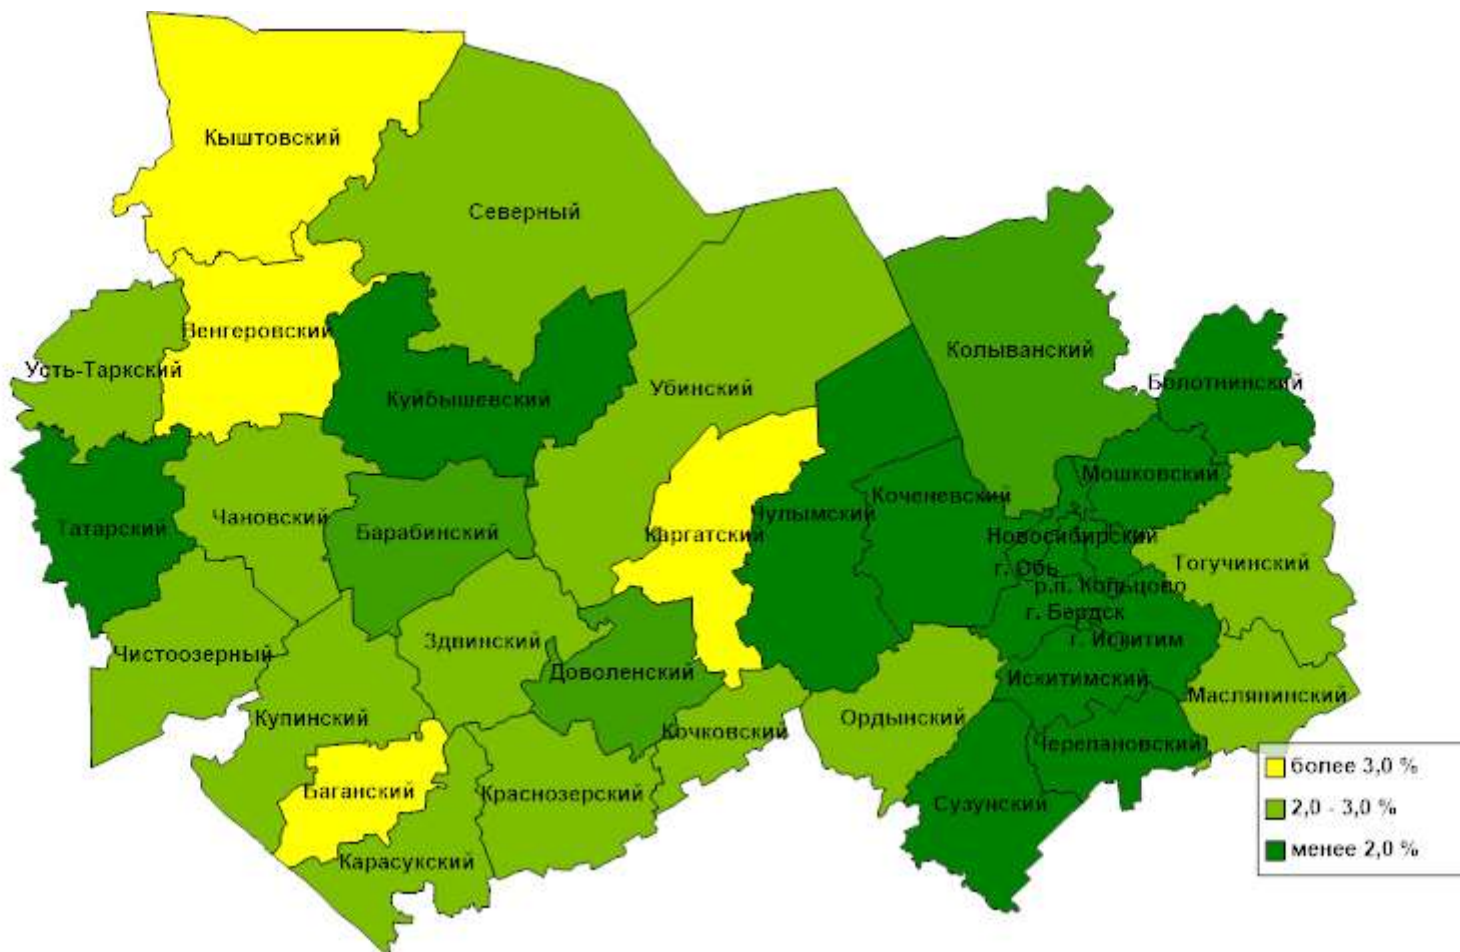 Кыштовский
Северный
Венгеровский
Усть-Таркский
Колыванский
Болотнинский
Куйбышевский
Убинский
Мошковский
Коченевский
Чулымский
Чановский
Татарский
Барабинский
Каргатский
Новосибирский
Тогучинский
г. Обь
р.п. Кольцово
г. Бердск
г. Искитим
Здвинский
Чистоозерный
Доволенский
Искитимский
Маслянинский
Купинский
Ордынский
Кочковский
Черепановский
Баганский
Краснозерский
Сузунский
Карасукский
более 3,0 %
2,0 - 3,0 %
менее 2,0 %